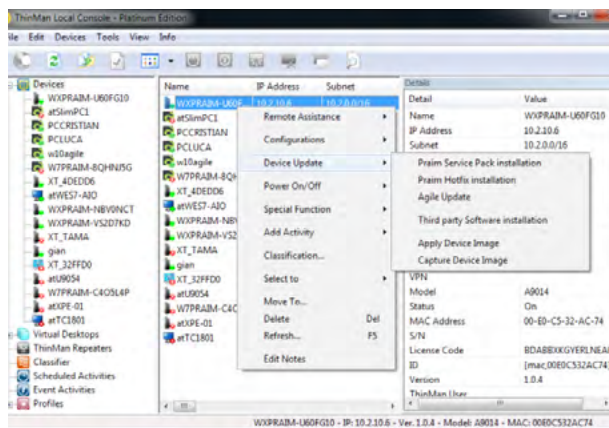 ThinMan Local Console - Platinum Edition
File Edit Devices Tools View Info
Devices
WXPRAIM-U60FG10
atSlimPC1
PCCRISTIAN
PCLUCA
w10agile
W7PRAIM-8QHNJ5G
XT_4DEDD6
atWES7-AIO
WXPRAIM-NBV0NCT
WXPRAIM-VS2D7KD
XT_TAMA
gian
XT_32FFD0
atU9054
W7PRAIM-C4O5L4P
atXPE-01
atTC1801
Virtual Desktops
ThinMan Repeaters
Classifier
Scheduled Activities
Event Activities
Profiles
Name IP Address Subnet
WXPRAIM-U60F... 10.2.10.6 10.2.0.0/16
atSlimPC1
PCCRISTIAN
PCLUCA
w10agile
W7PRAIM-8QH
XT_4DEDD6
atWES7-AIO
WXPRAIM-NBV
WXPRAIM-VS2
XT_TAMA
gian
XT_32FFD0
atU9054
W7PRAIM-C4O
atXPE-01
atTC1801
Remote Assistance
Configurations
Device Update
Power On/Off
Special Function
Add Activity
Classification...
Select to
Move To...
Delete Del
Refresh... F5
Edit Notes
Praim Service Pack installation
Praim Hotfix installation
Agile Update
Third party Software installation
Apply Device Image
Capture Device Image
Details
Detail Value
Name WXPRAIM-U60FG10
IP Address 10.2.10.6
Subnet 10.2.0.0/16
VPN
Model A9014
Status On
MAC Address 00-E0-C5-32-AC-74
S/N
License Code BDABBXKGYERLNEA
ID [mac,00E0C532AC74]
Version 1.0.4
ThinMan User
WXPRAIM-U60FG10 - IP: 10.2.10.6 - Ver. 1.0.4 - Model: A9014 - MAC: 00E0C532AC74